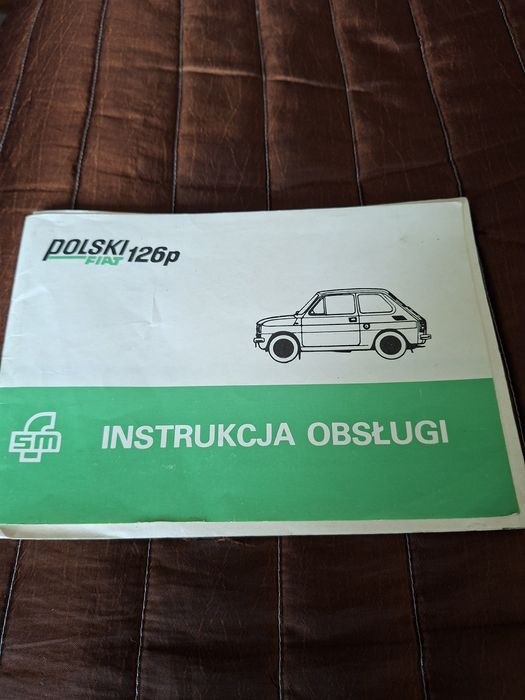 POLSKI
FIAT 126p
FSM
INSTRUKCJA OBSŁUGI